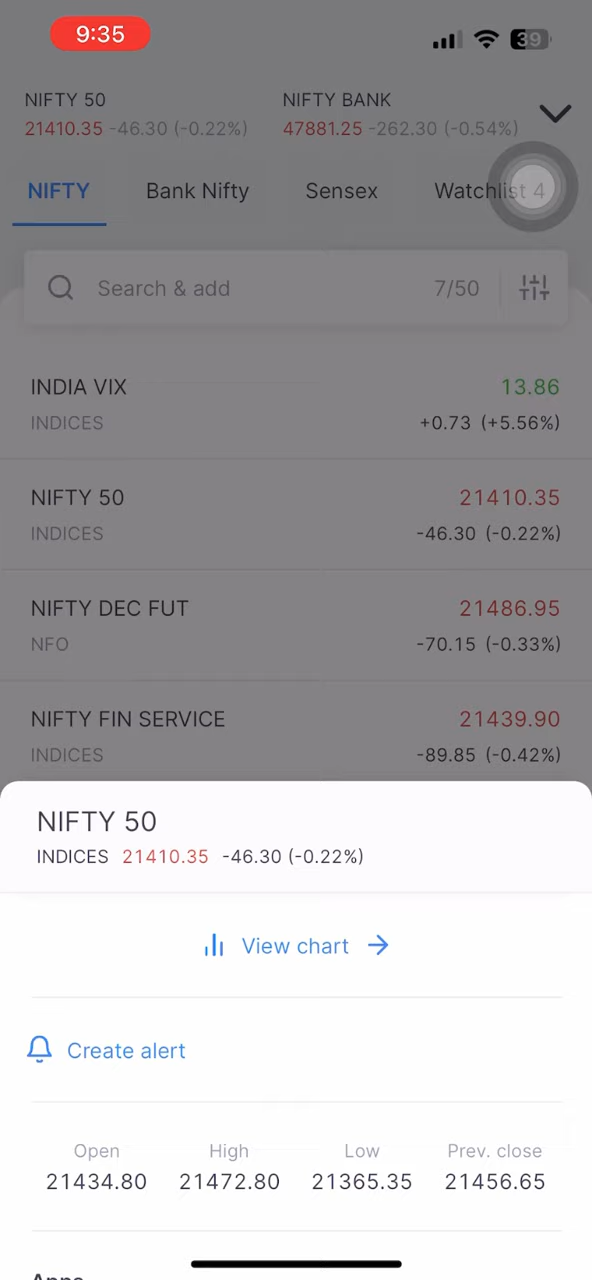 9:35
39
NIFTY 50 NIFTY BANK
21410.35 -46.30 (-0.22%) 47881.25 -262.30 (-0.54%)
NIFTY Bank Nifty Sensex Watchlist 4
Search & add 7/50
INDIA VIX 13.86
INDICES +0.73 (+5.56%)
NIFTY 50 21410.35
INDICES -46.30 (-0.22%)
NIFTY DEC FUT 21486.95
NFO -70.15 (-0.33%)
NIFTY FIN SERVICE 21439.90
INDICES -89.85 (-0.42%)
NIFTY 50
INDICES 21410.35 -46.30 (-0.22%)
View chart
Create alert
Open High Low Prev. close
21434.80 21472.80 21365.35 21456.65
Apps